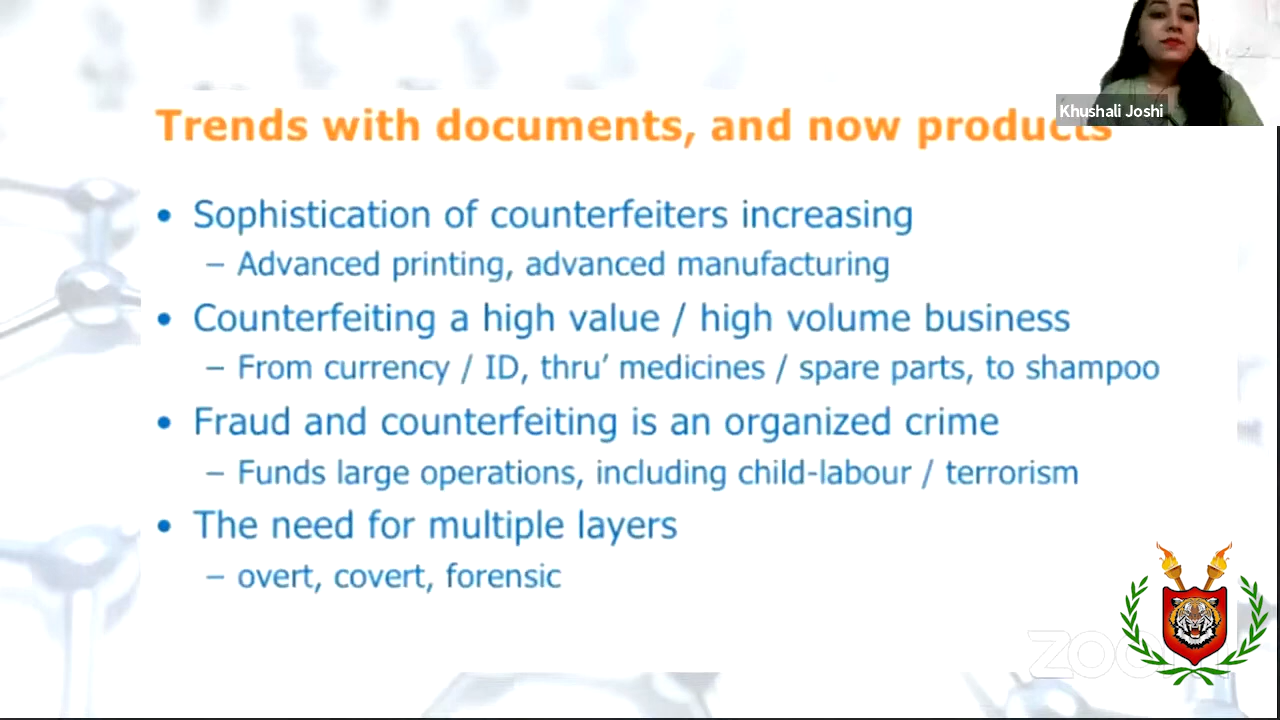 Khushali Joshi
Trends with documents, and now products
• Sophistication of counterfeiters increasing
– Advanced printing, advanced manufacturing
• Counterfeiting a high value / high volume business
– From currency / ID, thru’ medicines / spare parts, to shampoo
• Fraud and counterfeiting is an organized crime
– Funds large operations, including child-labour / terrorism
• The need for multiple layers
– overt, covert, forensic
zoom